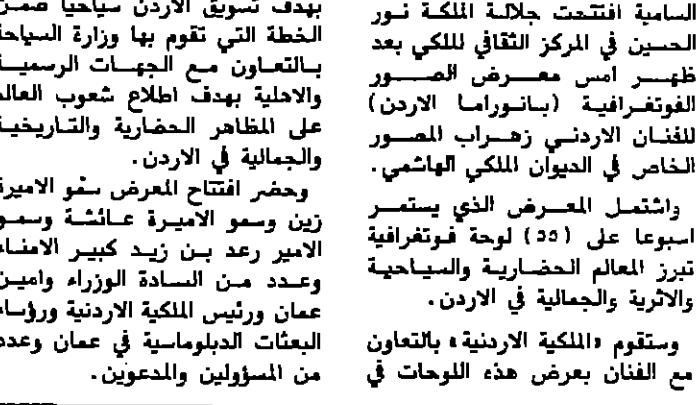 السامية افتتحت جلالة الملكة نور
الحسين في المركز الثقافي الملكي بعد
ظهر امس معرض الصور
الفوتغرافية (بانوراما الاردن)
للفنان الاردني زهراب المصور
الخاص في الديوان الملكي الهاشمي.
واشتمل المعرض الذي يستمر
اسبوعا على (٥٥) لوحة فوتغرافية
تبرز المعالم الحضارية والسياحية
والاثرية والجمالية في الاردن.
وستقوم «الملكية الاردنية» بالتعاون
مع الفنان بعرض هذه اللوحات في
بهدف تسويق الاردن سياحيا ضمن
الخطة التي تقوم بها وزارة السياحة
بالتعاون مع الجهات الرسمية
والاهلية بهدف اطلاع شعوب العالم
على المظاهر الحضارية والتاريخية
والجمالية في الاردن.
وحضر افتتاح المعرض سمو الاميرة
زين وسمو الاميرة عائشة وسمو
الامير رعد بن زيد كبير الامناء
وعدد من السادة الوزراء وامين
عمان ورئيس الملكية الاردنية ورؤساء
البعثات الدبلوماسية في عمان وعدد
من المسؤولين والمدعوين.